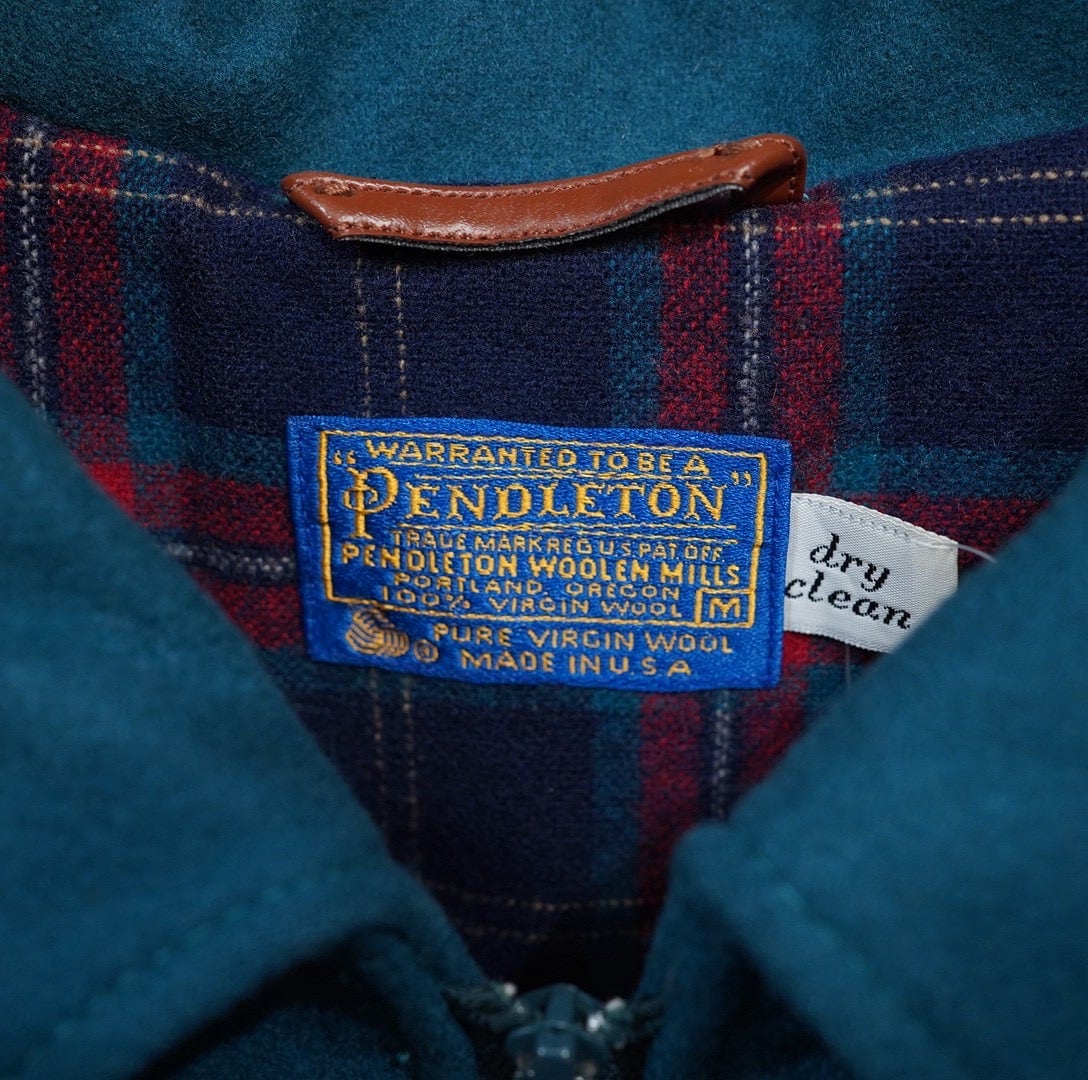 WARRANTED TO BE A
"PENDLETON"
TRADE MARK REG U.S. PAT. OFF.
PENDLETON WOOLEN MILLS
PORTLAND, OREGON
100% VIRGIN WOOL M
® PURE VIRGIN WOOL
MADE IN U.S.A
dry
clean